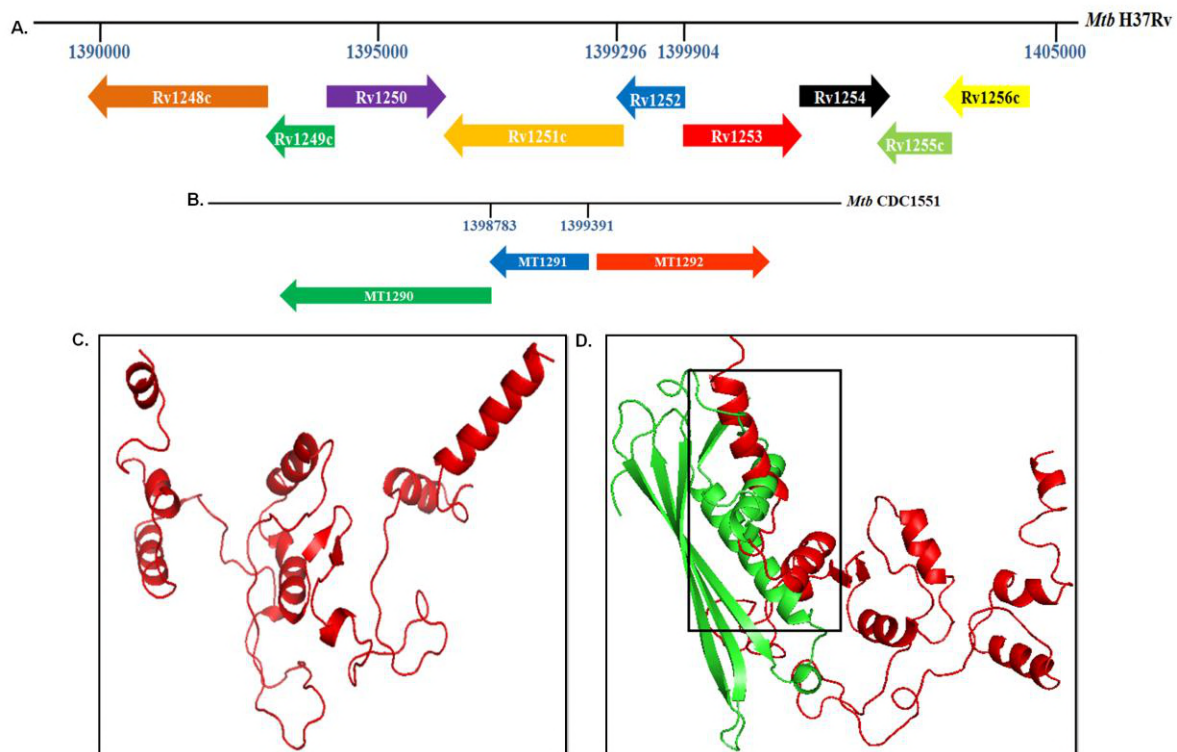 A.
Mtb H37Rv
1390000 1395000 1399296 1399904 1405000
Rv1248c Rv1250 Rv1252 Rv1254 Rv1256c
Rv1249c Rv1251c Rv1253 Rv1255c
B.
Mtb CDC1551
1398783 1399391
MT1291 MT1292
MT1290
C. D.